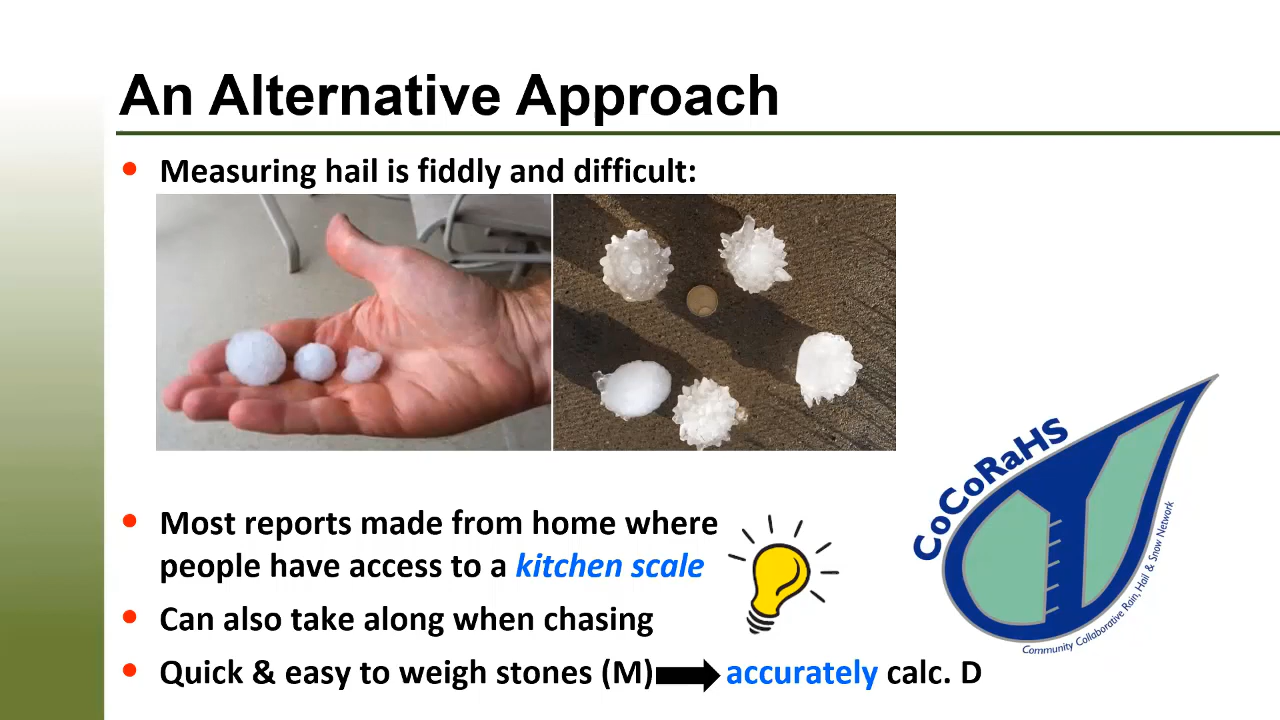 An Alternative Approach
Measuring hail is fiddly and difficult:
Most reports made from home where
people have access to a kitchen scale
Can also take along when chasing
Quick & easy to weigh stones (M) accurately calc. D
CoCoRaHS
Community Collaborative Rain, Hail & Snow Network